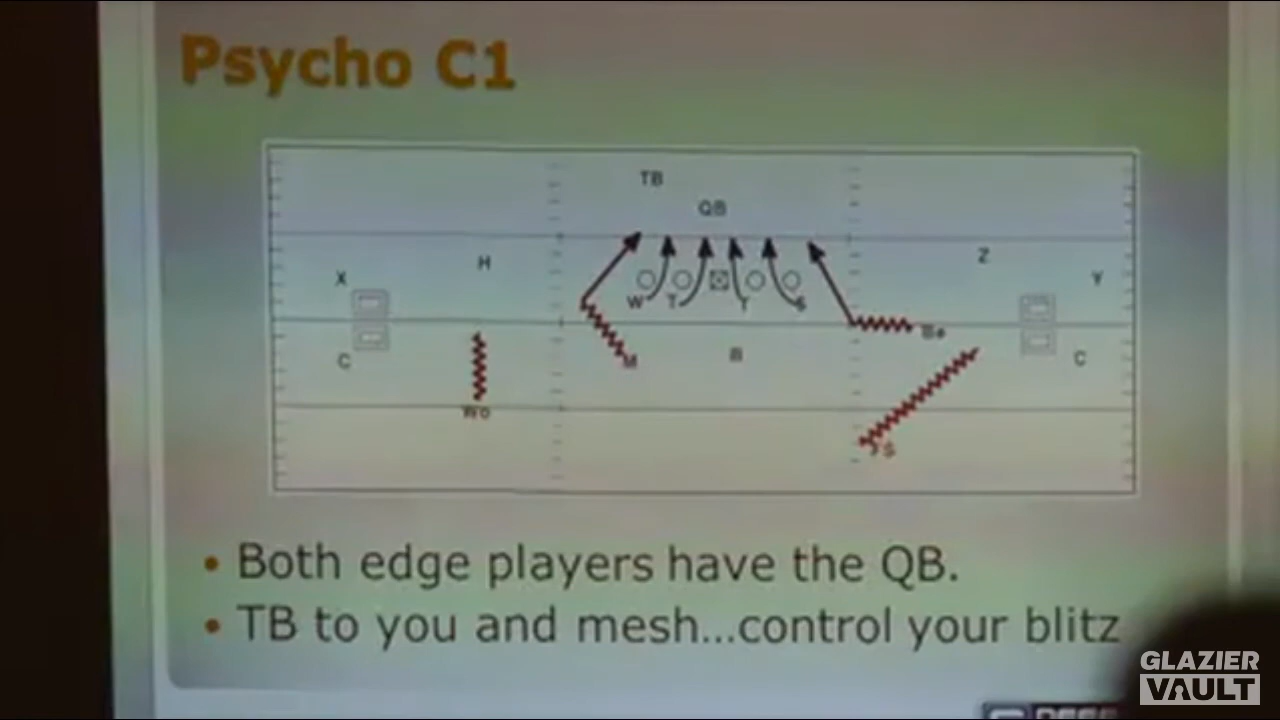 Psycho C1
TB
QB
H
Z
X
Y
W T T S
M
B
C
C
Wo
FS
• Both edge players have the QB.
• TB to you and mesh...control your blitz
GLAZIER
VAULT